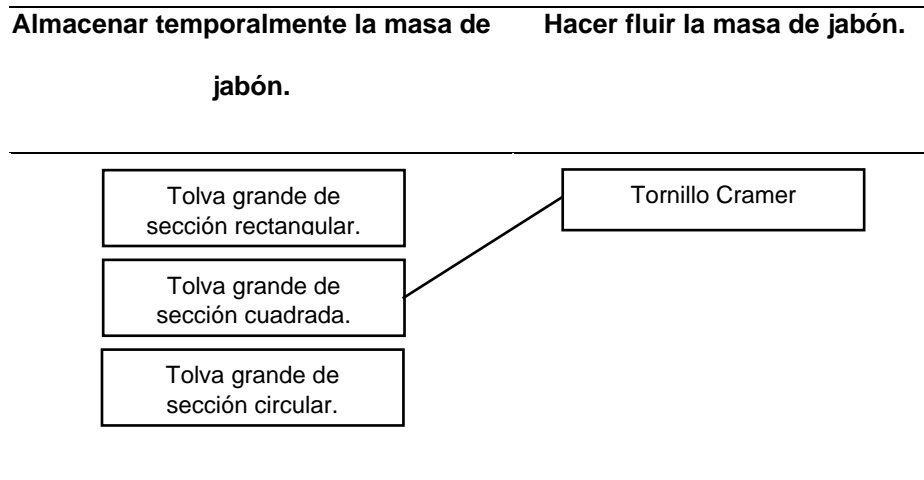 Almacenar temporalmente la masa de
jabón.
Hacer fluir la masa de jabón.
Tolva grande de
sección rectangular.
Tolva grande de
sección cuadrada.
Tolva grande de
sección circular.
Tornillo Cramer